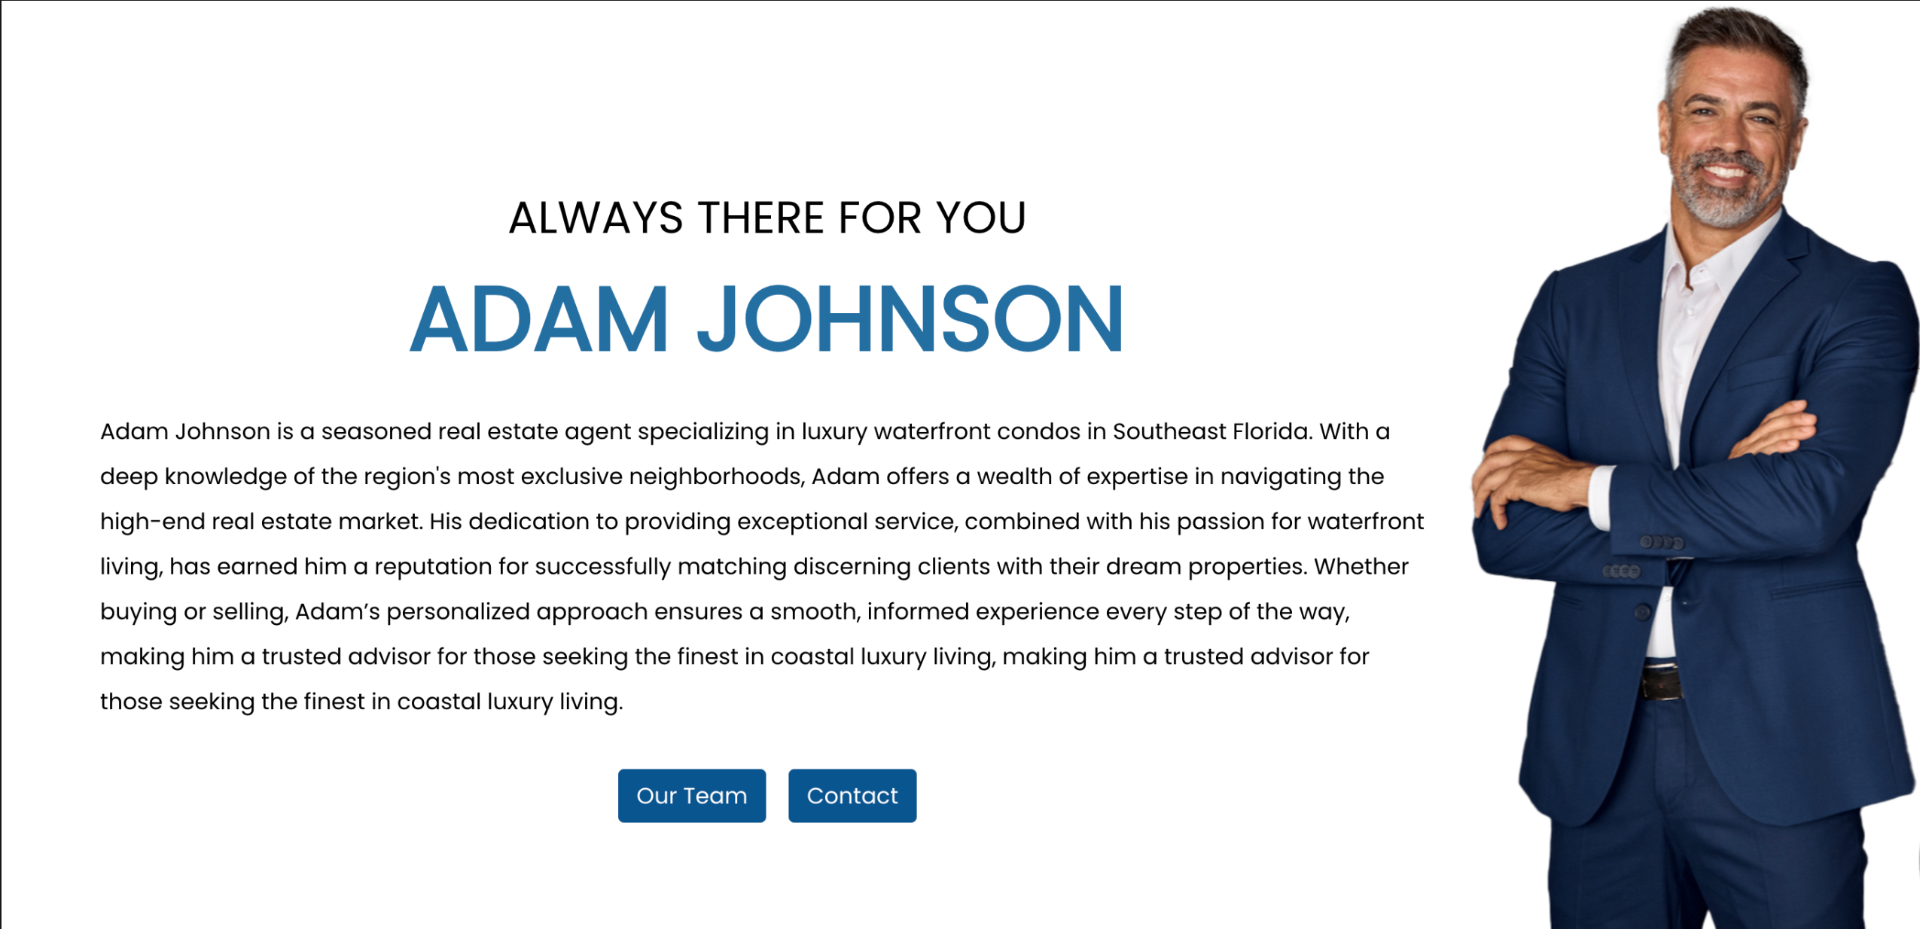 ALWAYS THERE FOR YOU
ADAM JOHNSON
Adam Johnson is a seasoned real estate agent specializing in luxury waterfront condos in Southeast Florida. With a
deep knowledge of the region's most exclusive neighborhoods, Adam offers a wealth of expertise in navigating the
high-end real estate market. His dedication to providing exceptional service, combined with his passion for waterfront
living, has earned him a reputation for successfully matching discerning clients with their dream properties. Whether
buying or selling, Adam’s personalized approach ensures a smooth, informed experience every step of the way,
making him a trusted advisor for those seeking the finest in coastal luxury living, making him a trusted advisor for
those seeking the finest in coastal luxury living.
Our Team
Contact